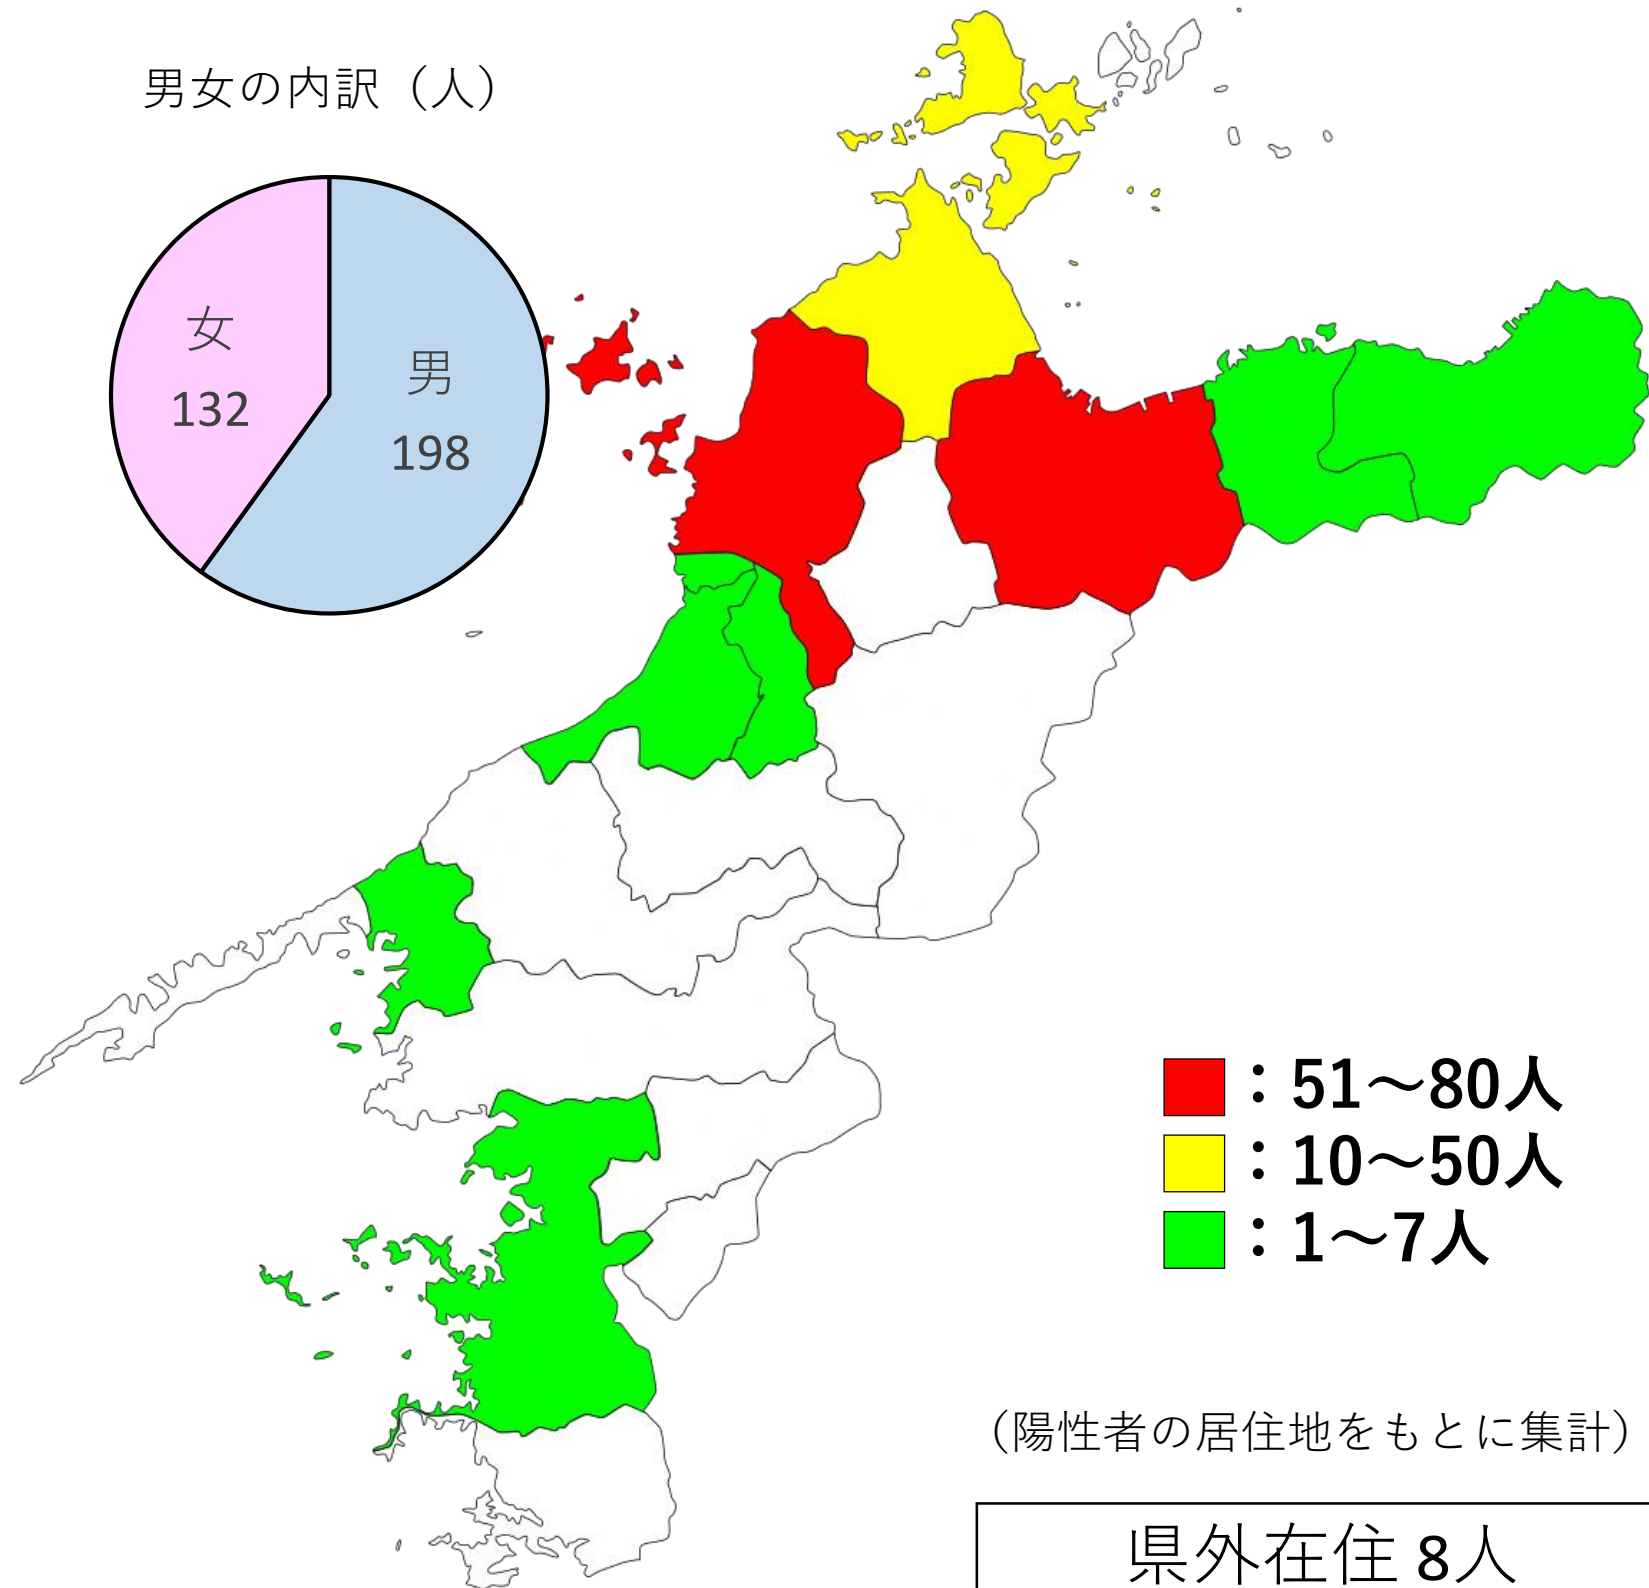 男女の内訳（人）
女
132
男
198
：51～80人
：10～50人
：1～7人
（陽性者の居住地をもとに集計）
県外在住 8人